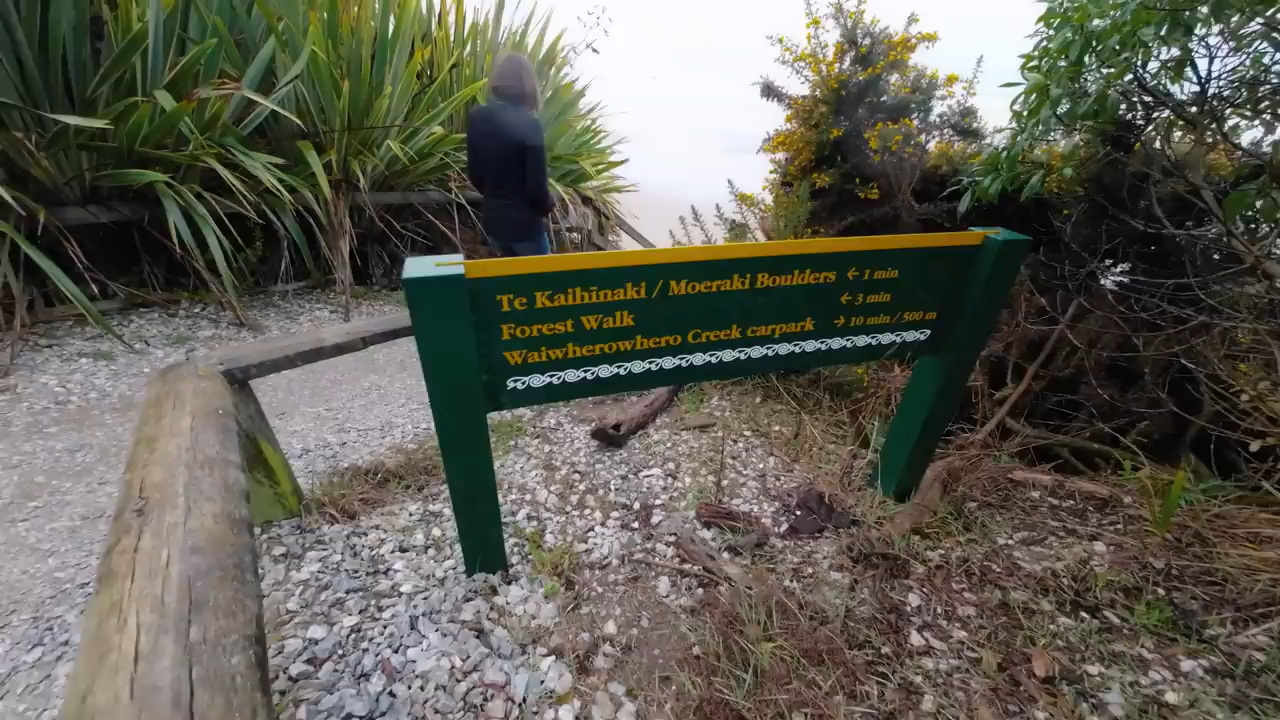 Te Kaihīnaki / Moeraki Boulders ← 1 min
Forest Walk ← 3 min
Waiwherowhero Creek carpark → 10 min / 500 m